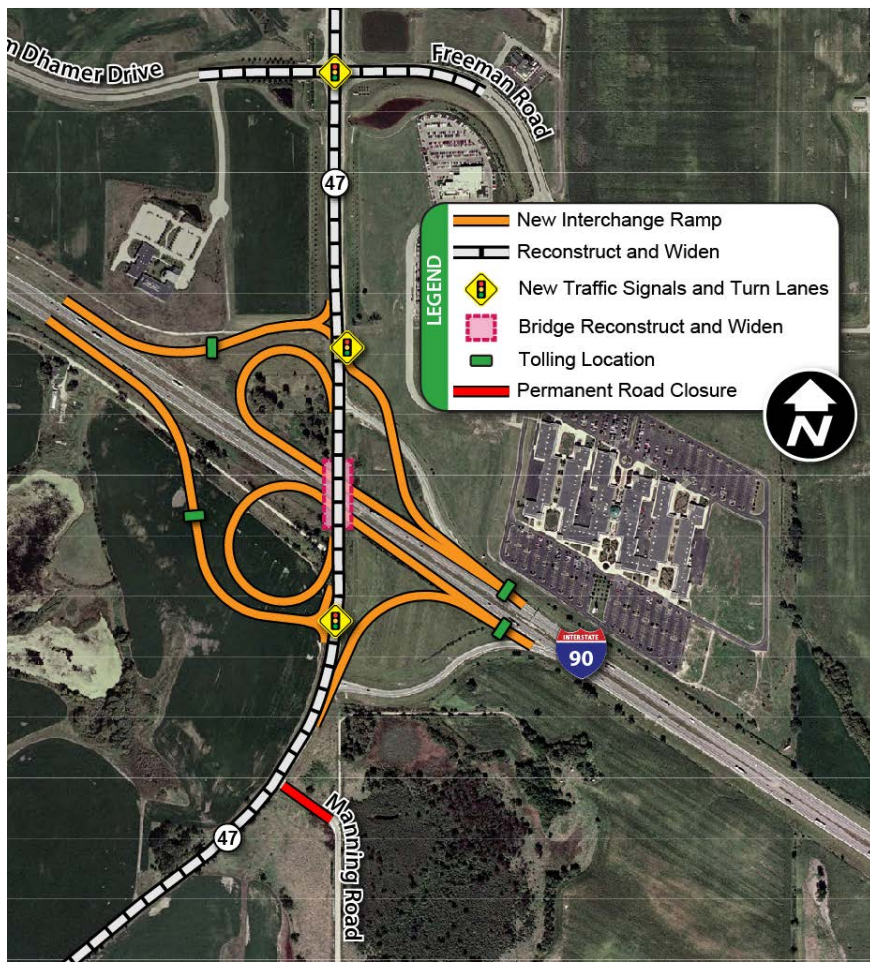 m Dhamer Drive
Freeman Road
47
LEGEND
New Interchange Ramp
Reconstruct and Widen
New Traffic Signals and Turn Lanes
Bridge Reconstruct and Widen
Tolling Location
Permanent Road Closure
N
INTERSTATE
90
Manning Road
47